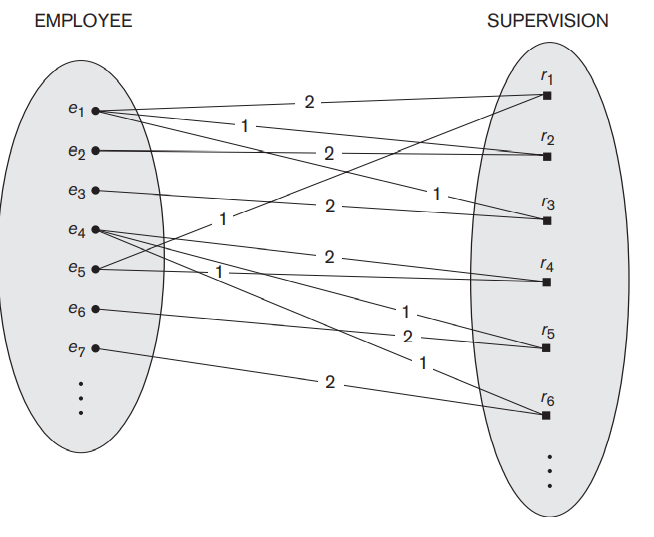 EMPLOYEE
SUPERVISION
e1
e2
e3
e4
e5
e6
e7
2
1
2
1
2
1
2
1
1
2
1
2
r1
r2
r3
r4
r5
r6